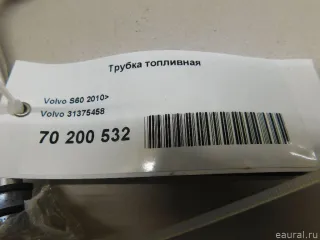 Трубка топливная
Volvo S60 2010>
Volvo 31375458
70 200 532
eaural.ru